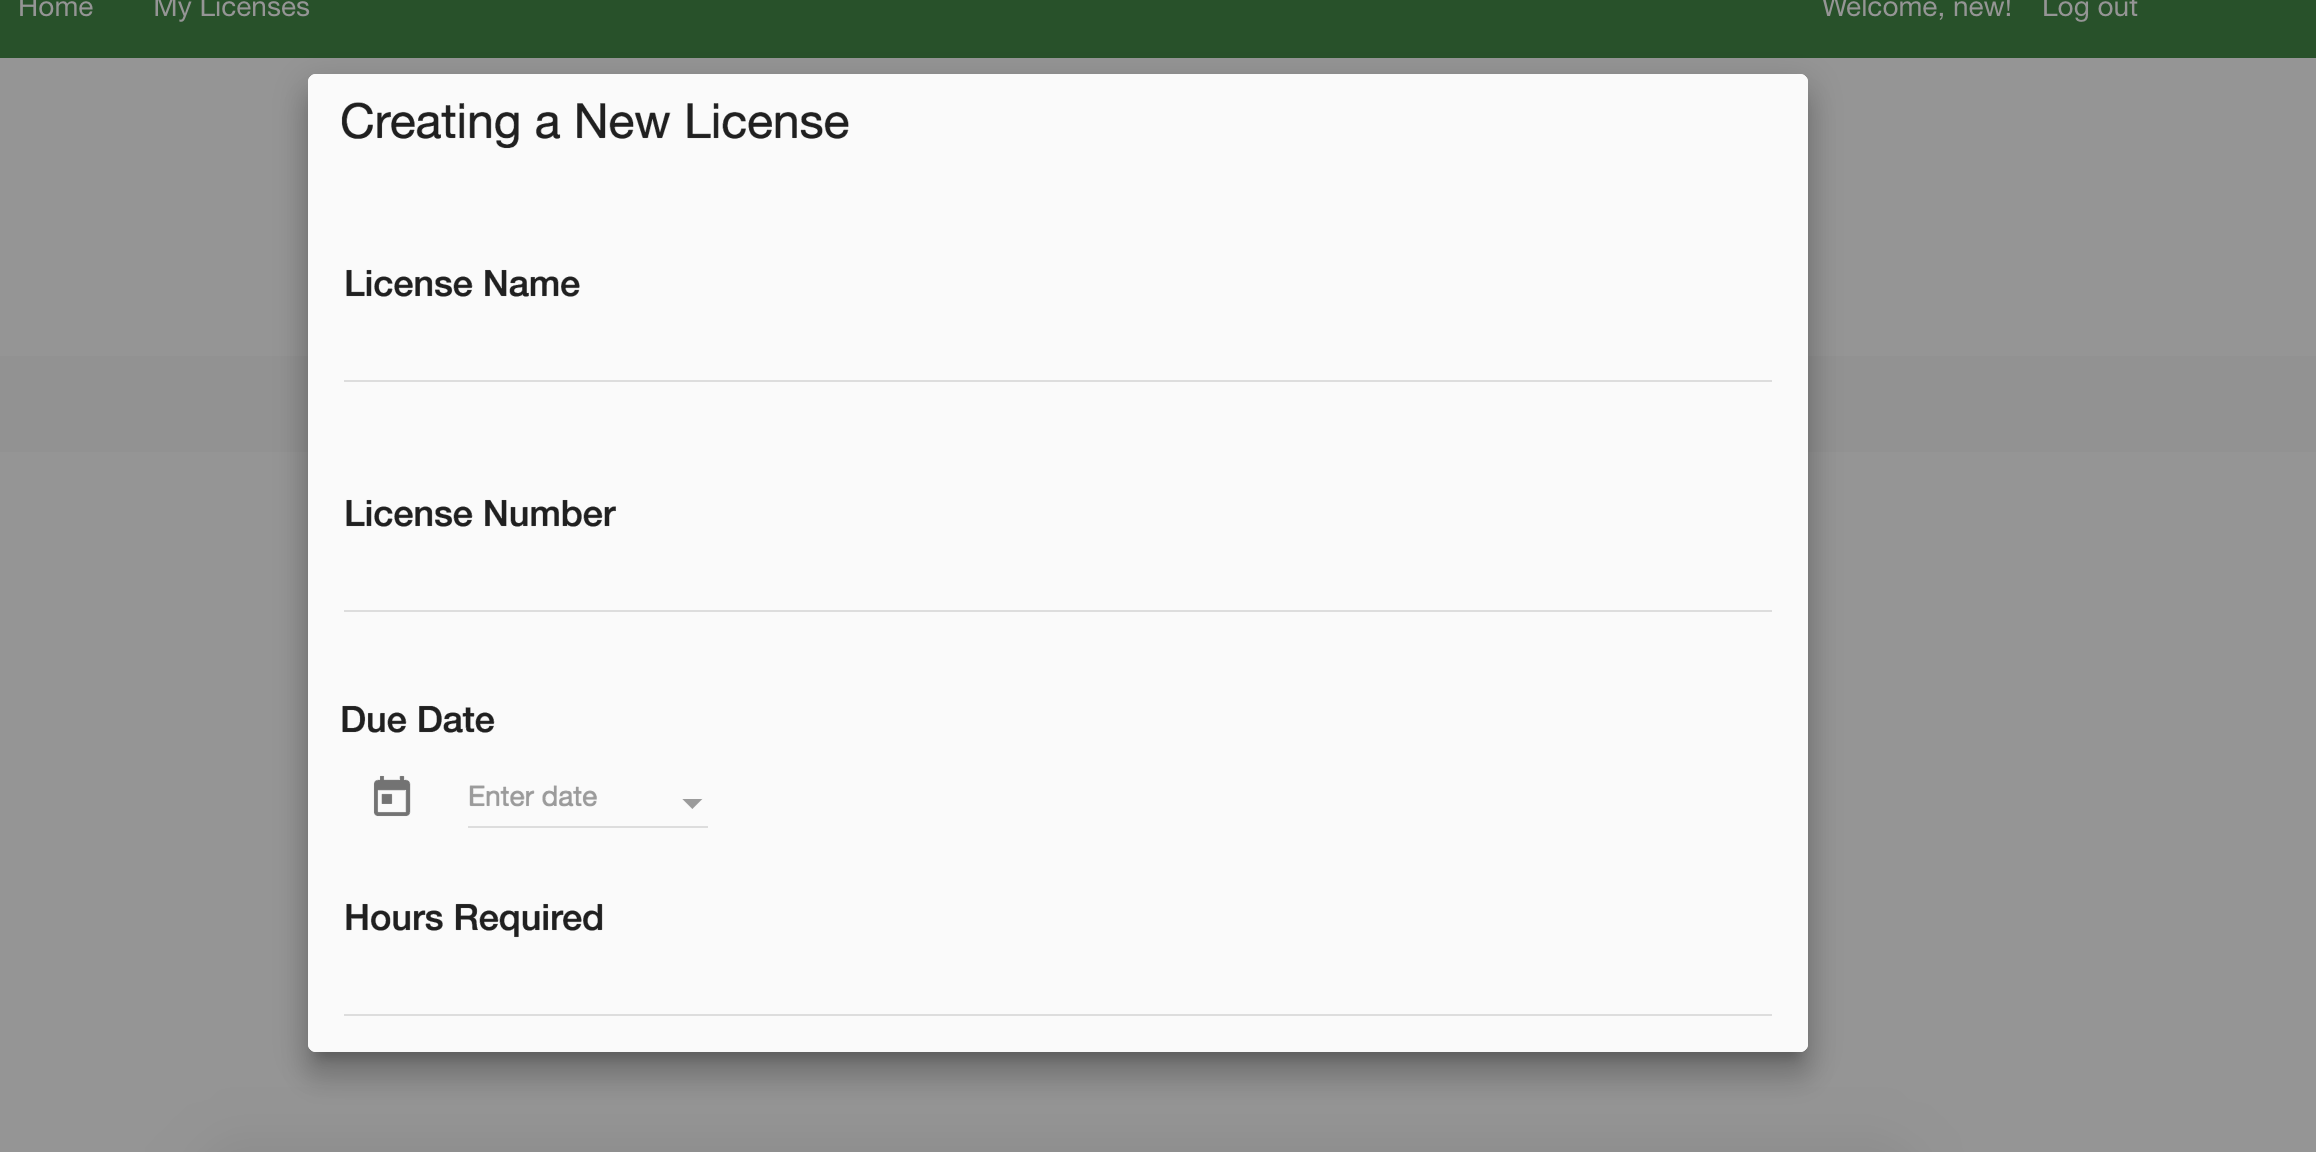 Home My Licenses Welcome, new! Log out
Creating a New License
License Name
License Number
Due Date
Enter date
Hours Required